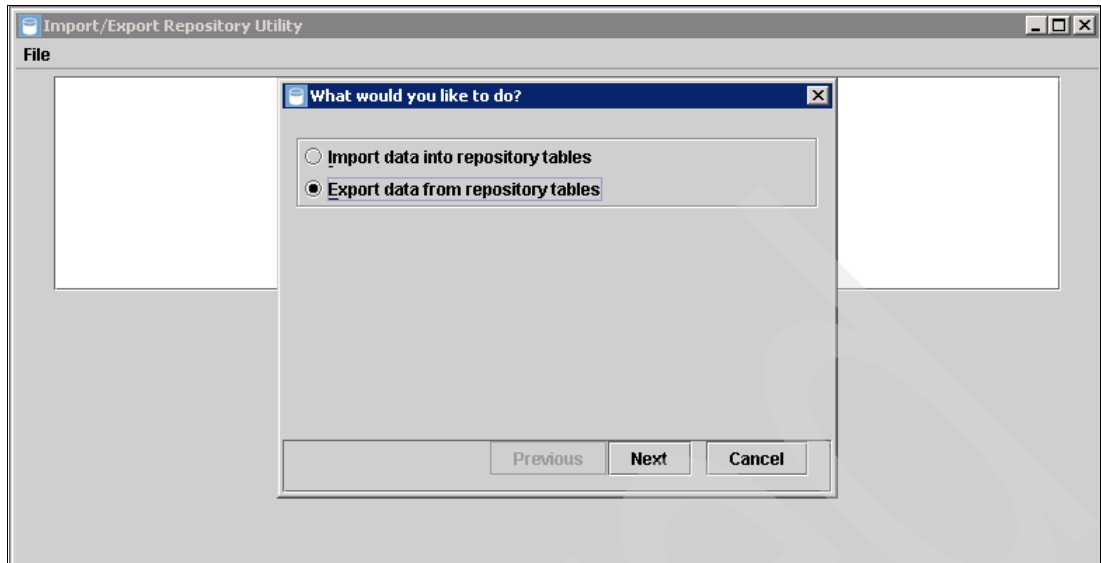 Import/Export Repository Utility
File
What would you like to do?
Import data into repository tables
Export data from repository tables
Previous Next Cancel